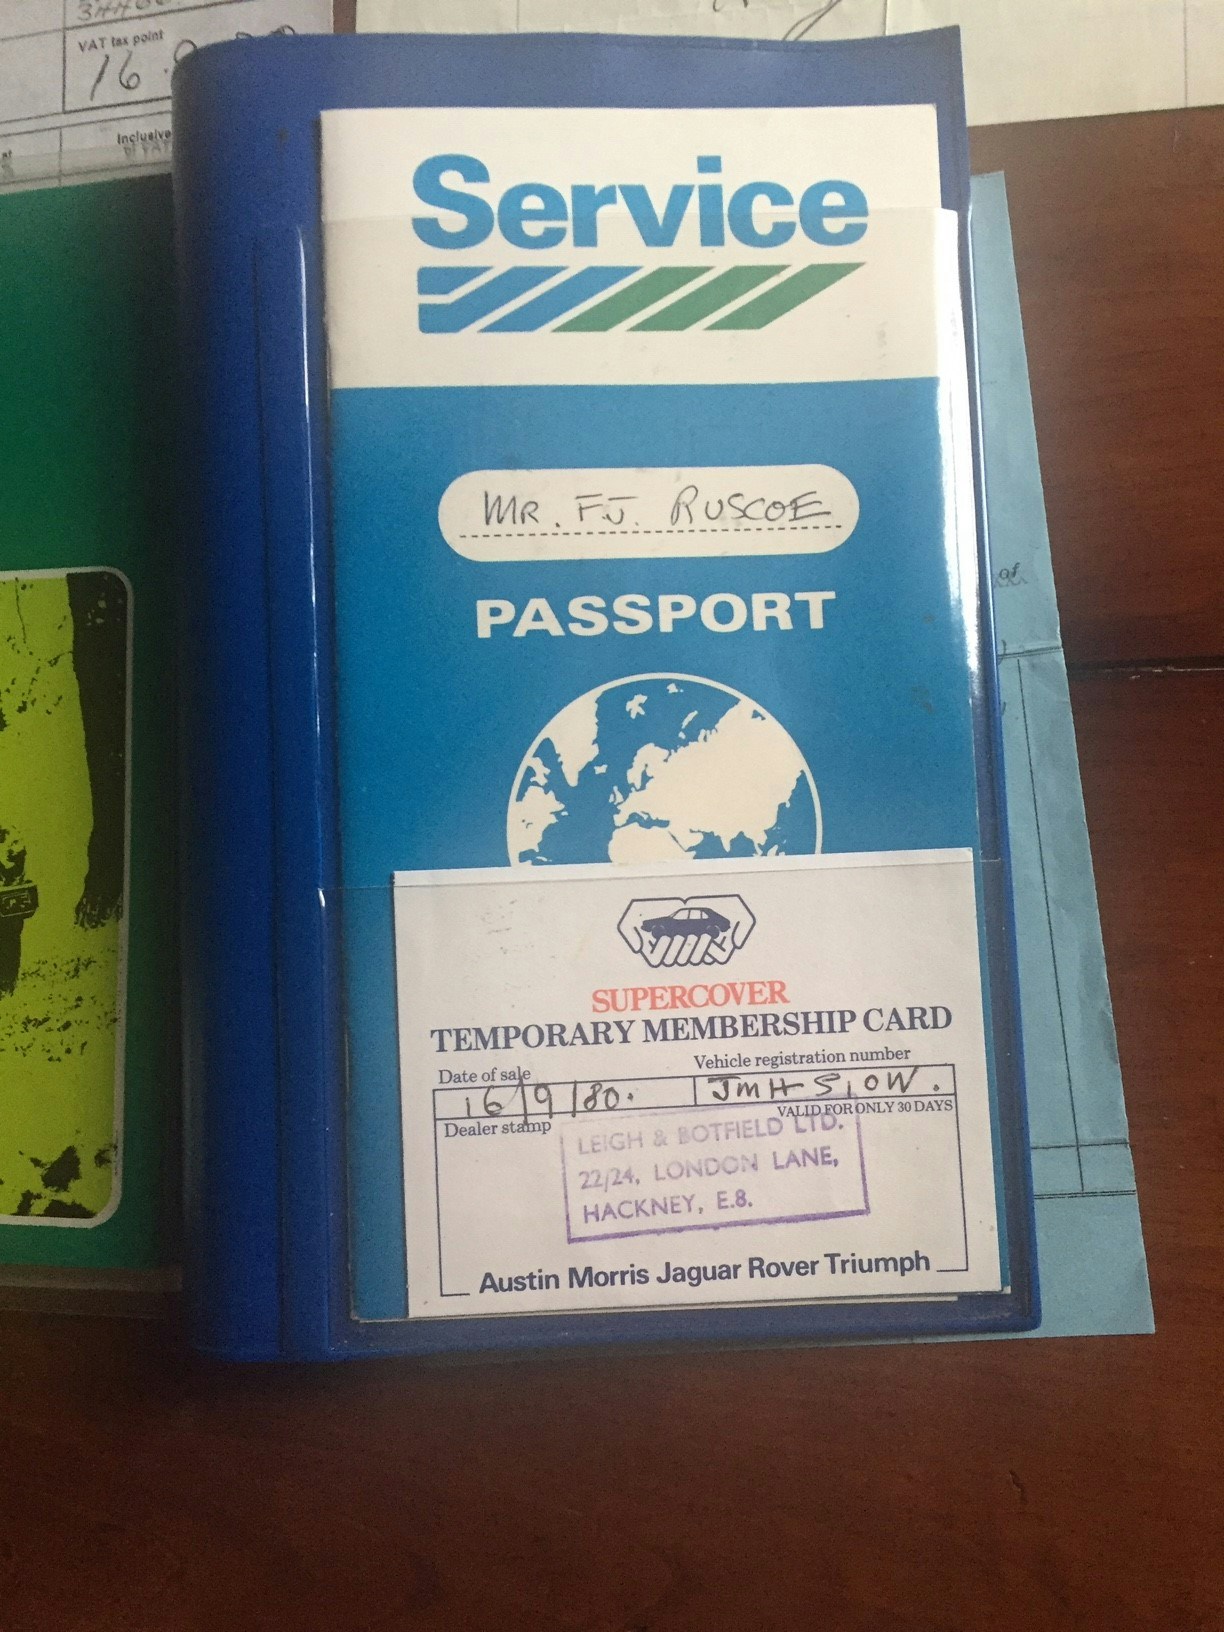 VAT tax point
16
Inclusive
Service
MR. F.J. RUSCOE
PASSPORT
of
SUPERCOVER
TEMPORARY MEMBERSHIP CARD
Date of sale
Vehicle registration number
16/9/80.
JMH 510W.
VALID FOR ONLY 30 DAYS
Dealer stamp
LEIGH & BOTFIELD LTD.
22/24, LONDON LANE,
HACKNEY, E.8.
Austin Morris Jaguar Rover Triumph